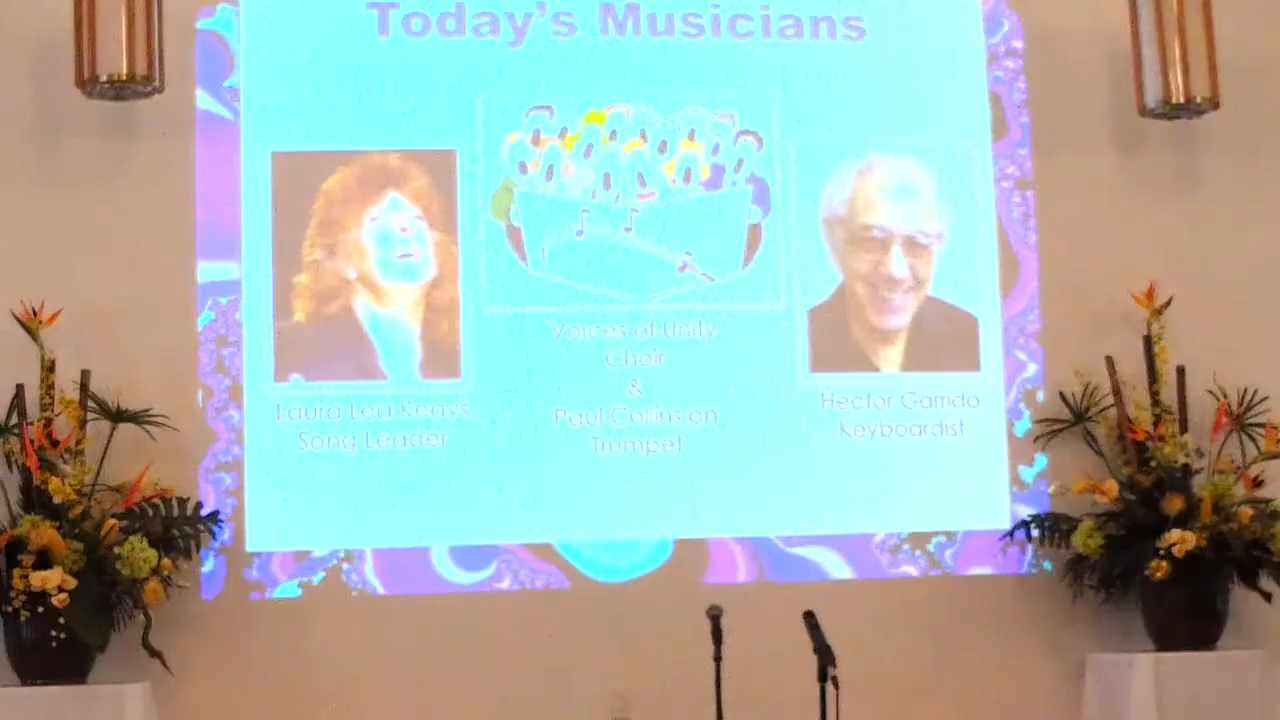 Today's Musicians
Voices of Unity
Choir
&
Paul Collins on
Trumpet
Laura Lea Keays
Song Leader
Hector Garrido
Keyboardist